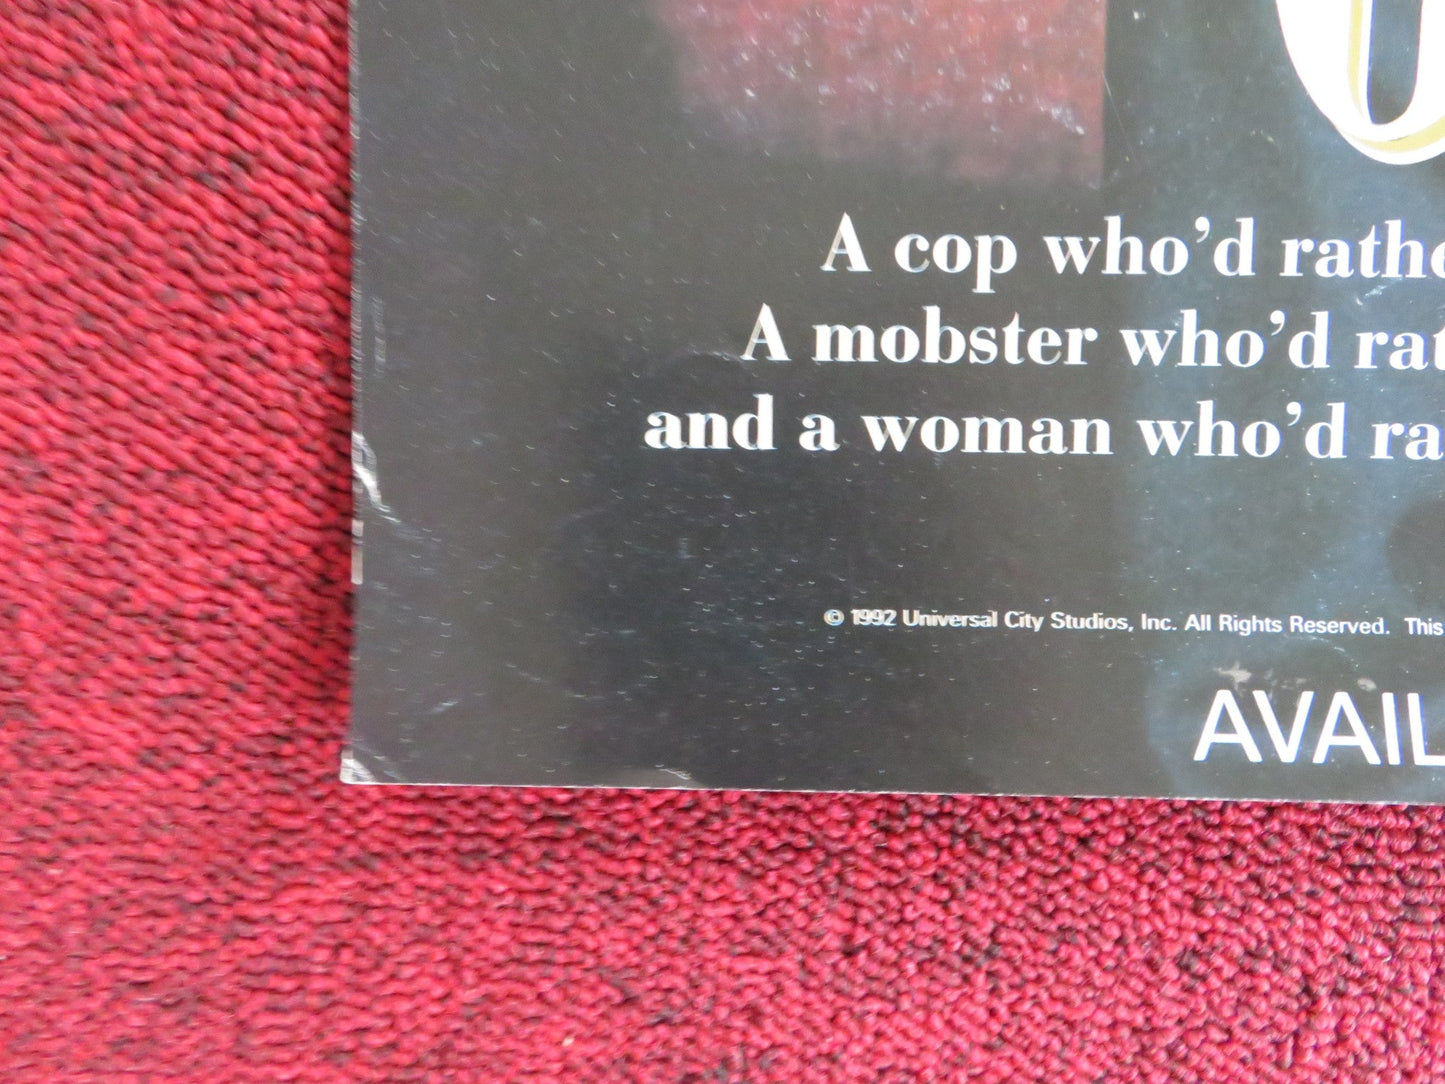 A cop who'd rathe
A mobster who'd rat
and a woman who'd ra
© 1992 Universal City Studios, Inc. All Rights Reserved. This
AVAIL